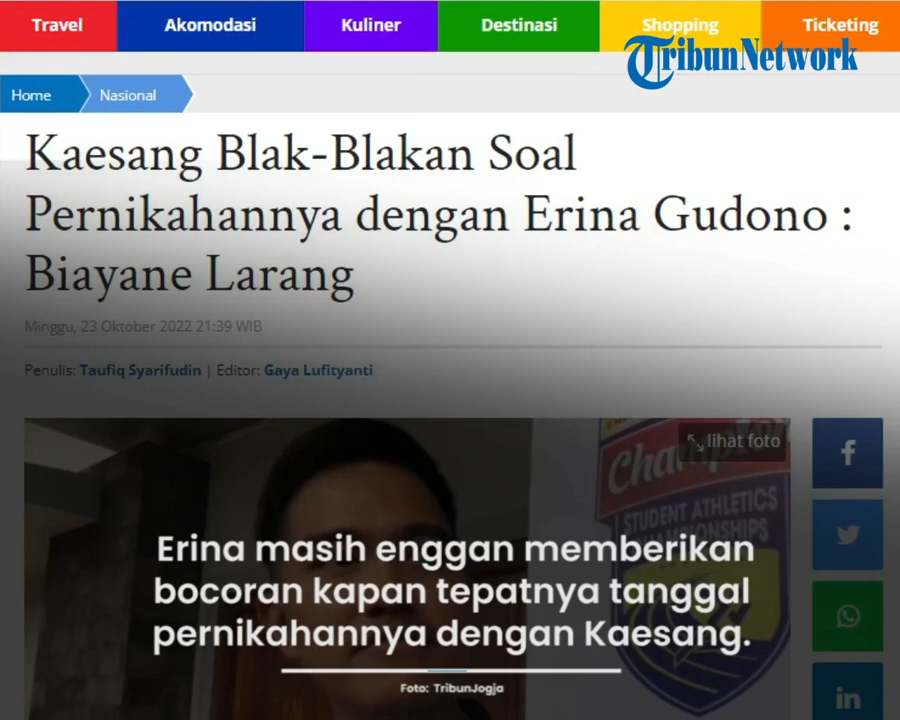 Travel
Akomodasi
Kuliner
Destinasi
Shopping
Ticketing
TribunNetwork
Home
Nasional
Kaesang Blak-Blakan Soal
Pernikahannya dengan Erina Gudono :
Biayane Larang
Minggu, 23 Oktober 2022 21:39 WIB
Penulis: Taufiq Syarifudin | Editor: Gaya Lufityanti
lihat foto
STUDENT ATHLETICS
Erina masih enggan memberikan
bocoran kapan tepatnya tanggal
pernikahannya dengan Kaesang.
Foto: TribunJogja